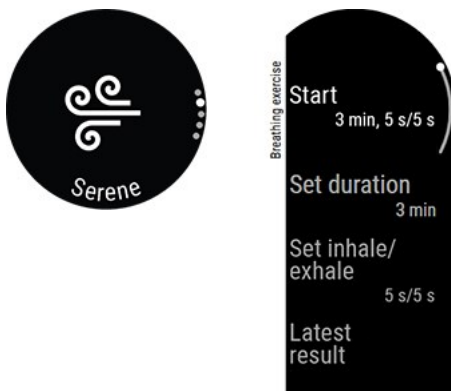 Serene
Breathing exercise
Start
3 min, 5 s/5 s
Set duration
3 min
Set inhale/
exhale
5 s/5 s
Latest
result